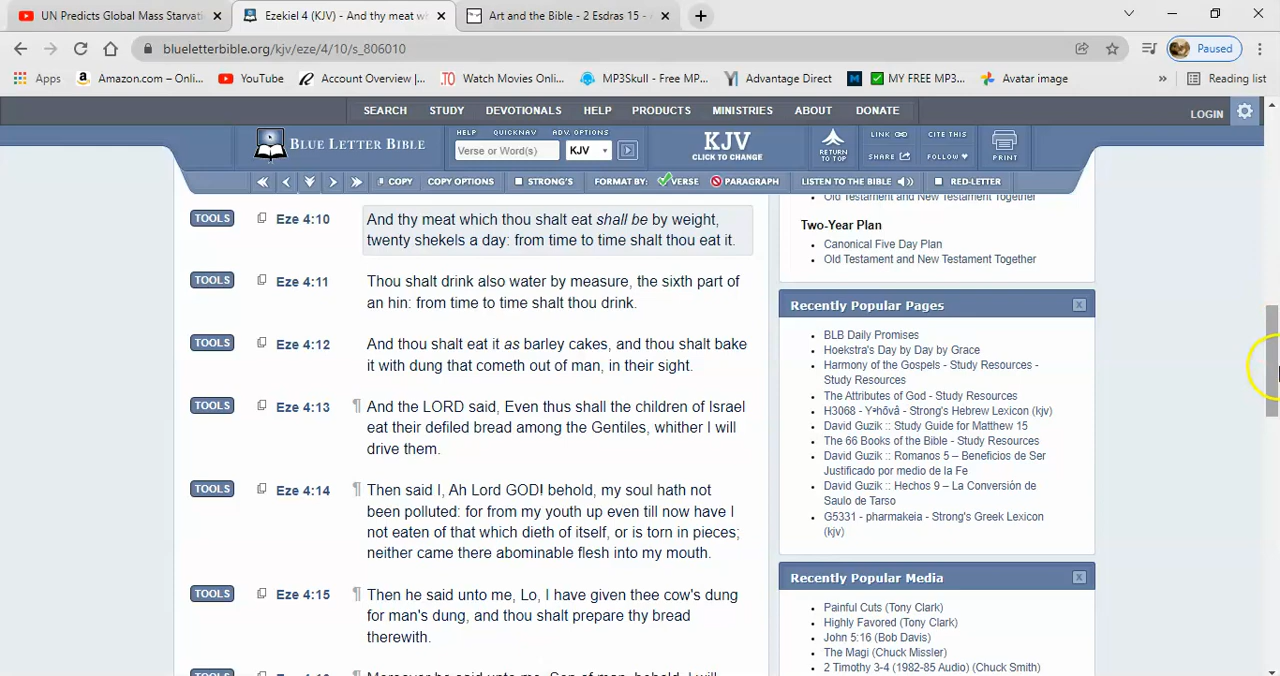 UN Predicts Global Mass Starvati
Ezekiel 4 (KJV) - And thy meat wh
Art and the Bible - 2 Esdras 15 -
blueletterbible.org/kjv/eze/4/10/s_806010
Paused
Apps
Amazon.com – Onli...
YouTube
Account Overview |...
Watch Movies Onlin...
MP3Skull - Free MP...
Advantage Direct
MY FREE MP3...
Avatar image
Reading list
SEARCH STUDY DEVOTIONALS HELP PRODUCTS MINISTRIES ABOUT DONATE
LOGIN
BLUE LETTER BIBLE
HELP QUICKNAV ADV. OPTIONS
Verse or Word(s)
KJV
KJV
CLICK TO CHANGE
RETURN
TO TOP
LINK
CITE THIS
SHARE
FOLLOW
PRINT
COPY COPY OPTIONS STRONG'S FORMAT BY: VERSE PARAGRAPH LISTEN TO THE BIBLE RED-LETTER
TOOLS Eze 4:10 And thy meat which thou shalt eat shall be by weight,
twenty shekels a day: from time to time shalt thou eat it.
TOOLS Eze 4:11 Thou shalt drink also water by measure, the sixth part of
an hin: from time to time shalt thou drink.
TOOLS Eze 4:12 And thou shalt eat it as barley cakes, and thou shalt bake
it with dung that cometh out of man, in their sight.
TOOLS Eze 4:13 ¶ And the LORD said, Even thus shall the children of Israel
eat their defiled bread among the Gentiles, whither I will
drive them.
TOOLS Eze 4:14 ¶ Then said I, Ah Lord GOD! behold, my soul hath not
been polluted: for from my youth up even till now have I
not eaten of that which dieth of itself, or is torn in pieces;
neither came there abominable flesh into my mouth.
TOOLS Eze 4:15 ¶ Then he said unto me, Lo, I have given thee cow's dung
for man's dung, and thou shalt prepare thy bread
therewith.
Moreover he said unto me, Son of man, behold, I will
Old Testament and New Testament Together
Two-Year Plan
Canonical Five Day Plan
Old Testament and New Testament Together
Recently Popular Pages
BLB Daily Promises
Hoekstra's Day by Day by Grace
Harmony of the Gospels - Study Resources -
Study Resources
The Attributes of God - Study Resources
H3068 - Yᵊhōvâ - Strong's Hebrew Lexicon (kjv)
David Guzik :: Study Guide for Matthew 15
The 66 Books of the Bible - Study Resources
David Guzik :: Romanos 5 – Beneficios de Ser
Justificado por medio de la Fe
David Guzik :: Hechos 9 – La Conversión de
Saulo de Tarso
G5331 - pharmakeia - Strong's Greek Lexicon
(kjv)
Recently Popular Media
Painful Cuts (Tony Clark)
Highly Favored (Tony Clark)
John 5:16 (Bob Davis)
The Magi (Chuck Missler)
2 Timothy 3-4 (1982-85 Audio) (Chuck Smith)